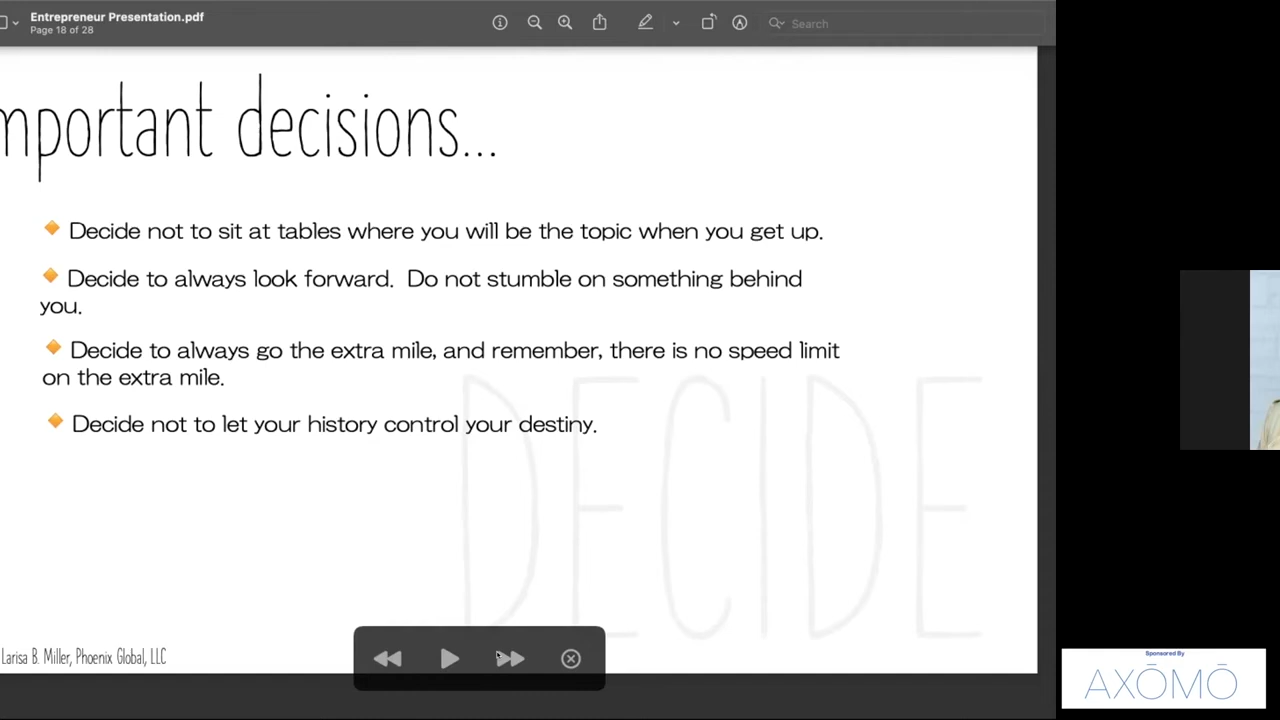 Entrepreneur Presentation.pdf
Page 18 of 28
Search
mportant decisions...
Decide not to sit at tables where you will be the topic when you get up.
Decide to always look forward. Do not stumble on something behind
you.
Decide to always go the extra mile, and remember, there is no speed limit
on the extra mile.
Decide not to let your history control your destiny.
DECIDE
Larisa B. Miller, Phoenix Global, LLC
Sponsored By
AXŌMŌ